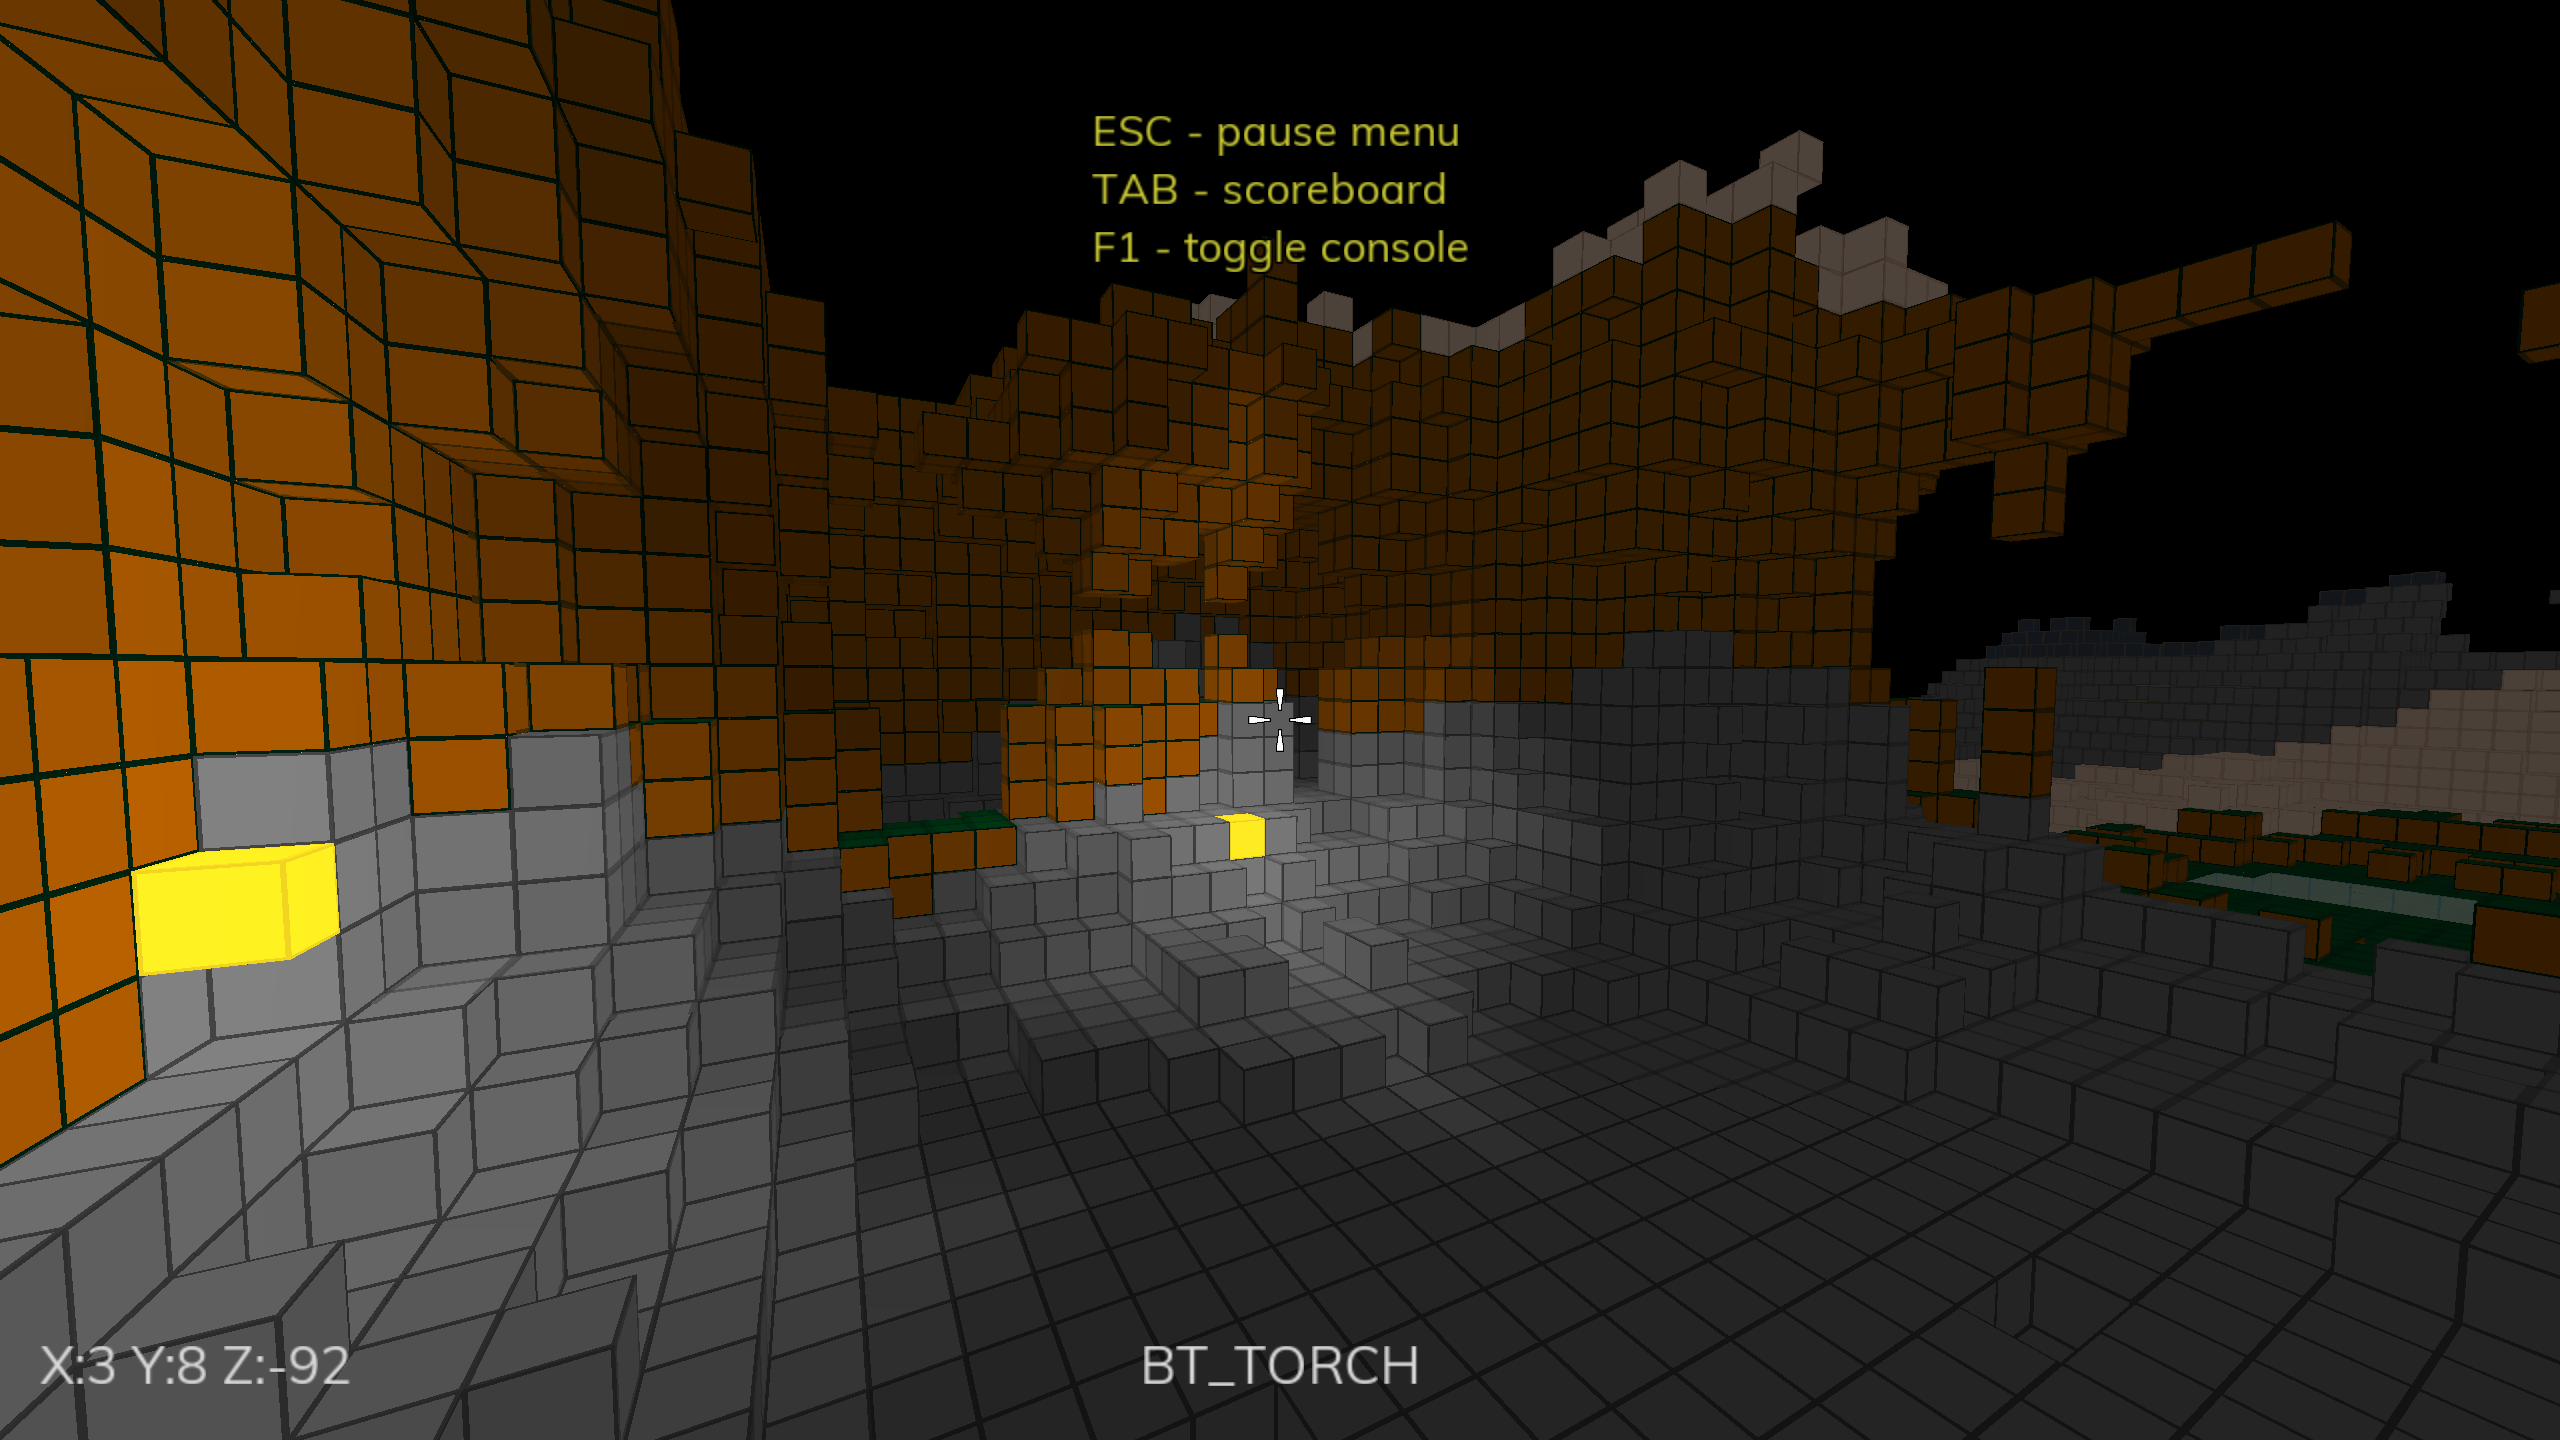 ESC - pause menu
TAB - scoreboard
F1 - toggle console
X:3 Y:8 Z:-92
BT_TORCH